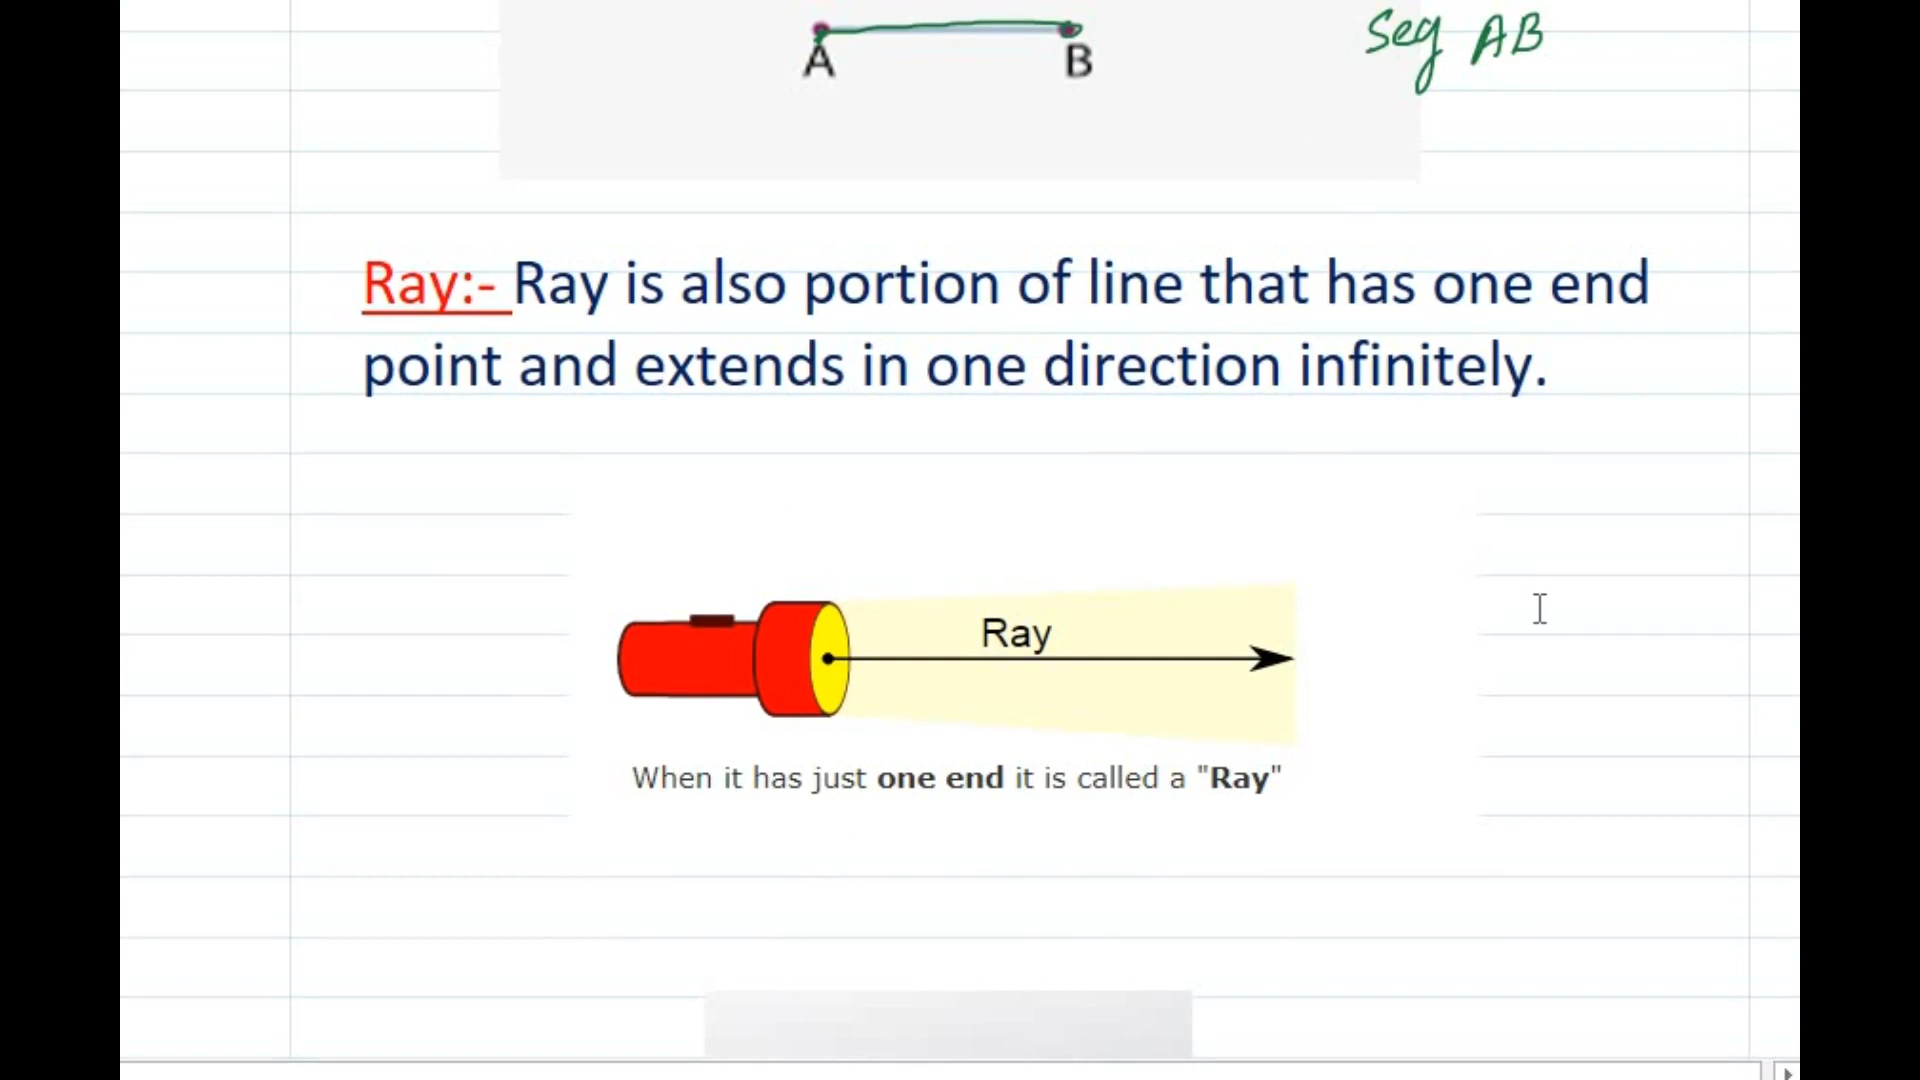 A B
Seg AB
Ray:- Ray is also portion of line that has one end
point and extends in one direction infinitely.
Ray
When it has just one end it is called a "Ray"